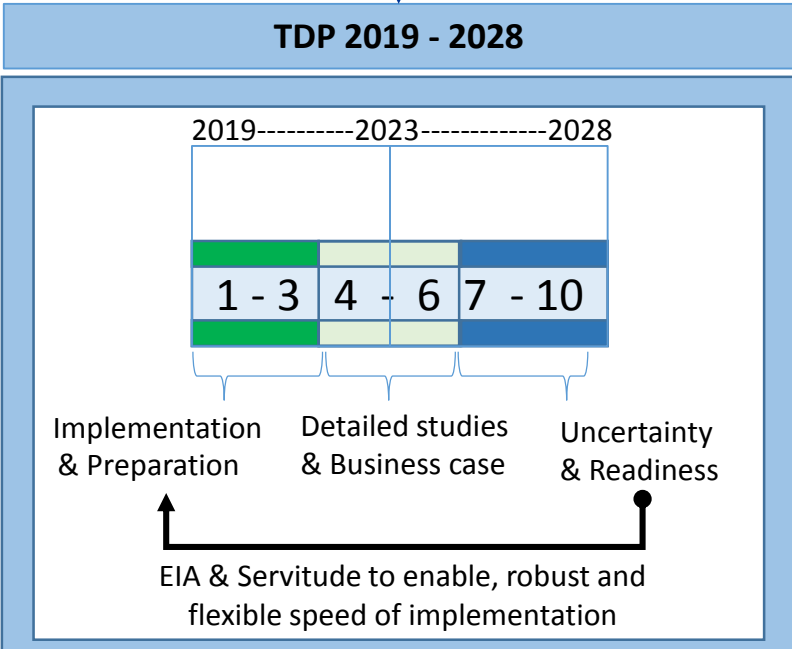 TDP 2019 - 2028
2019----------2023-------------2028
1 - 3 4 - 6 7 - 10
Implementation & Preparation
Detailed studies & Business case
Uncertainty & Readiness
EIA & Servitude to enable, robust and
flexible speed of implementation